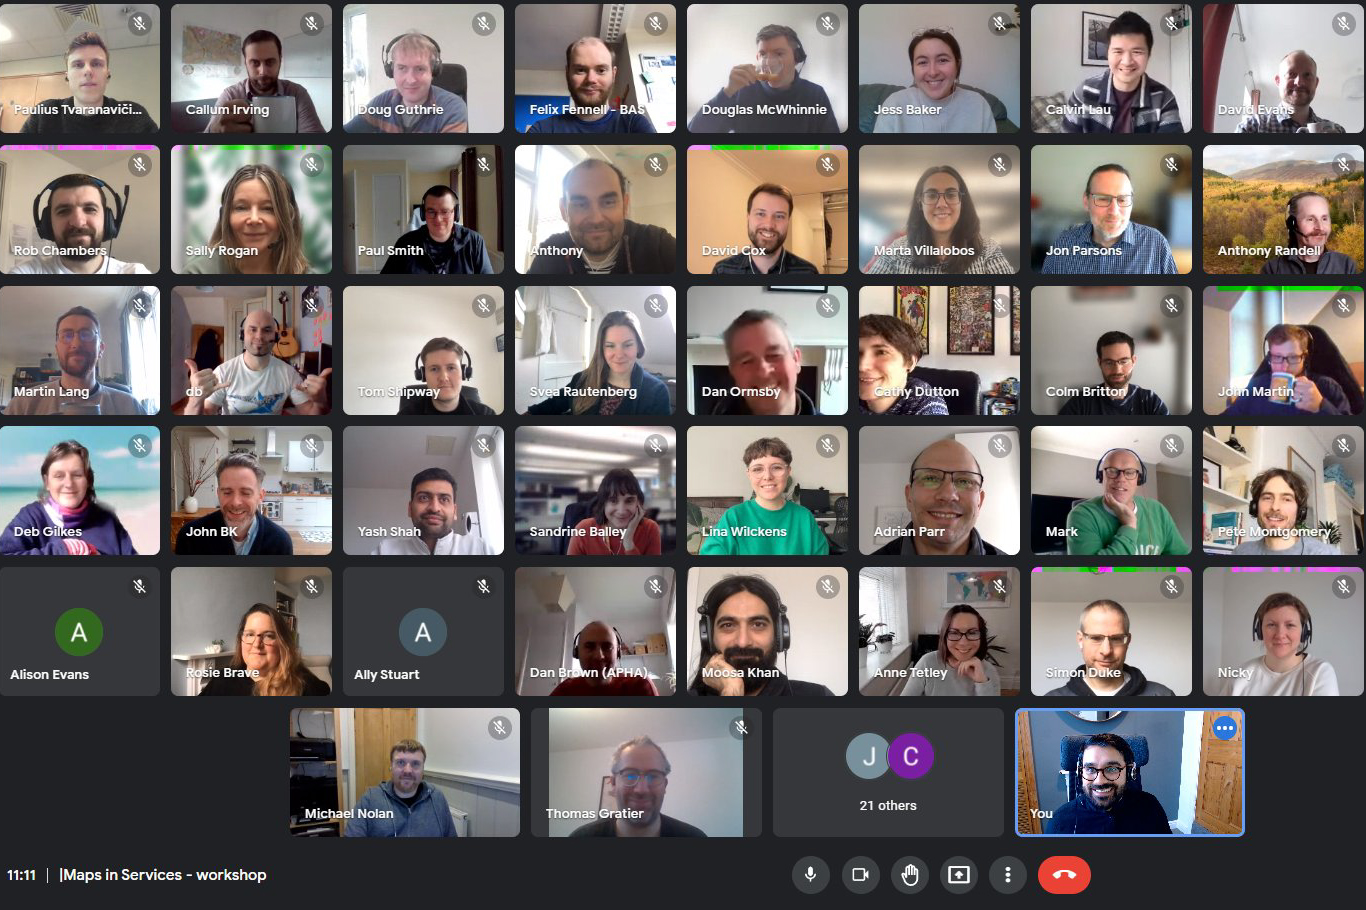 Paulius Tvaranaviči...
Callum Irving
Doug Guthrie
Felix Fennell - BAS
Douglas McWhinnie
Jess Baker
Calvin Lau
David Evans
Rob Chambers
Sally Rogan
Paul Smith
Anthony
David Cox
Marta Villalobos
Jon Parsons
Anthony Randell
Martin Lang
db
Tom Shipway
Svea Rautenberg
Dan Ormsby
Cathy Dutton
Colm Britton
John Martin
Deb Gilkes
John BK
Yash Shah
Sandrine Balley
Lina Wilckens
Adrian Parr
Mark
Pete Montgomery
A
Alison Evans
Rosie Brave
A
Ally Stuart
Dan Brown (APHA)
Moosa Khan
Anne Tetley
Simon Duke
Nicky
Michael Nolan
Thomas Gratier
J C
21 others
You
11:11 | |Maps in Services - workshop